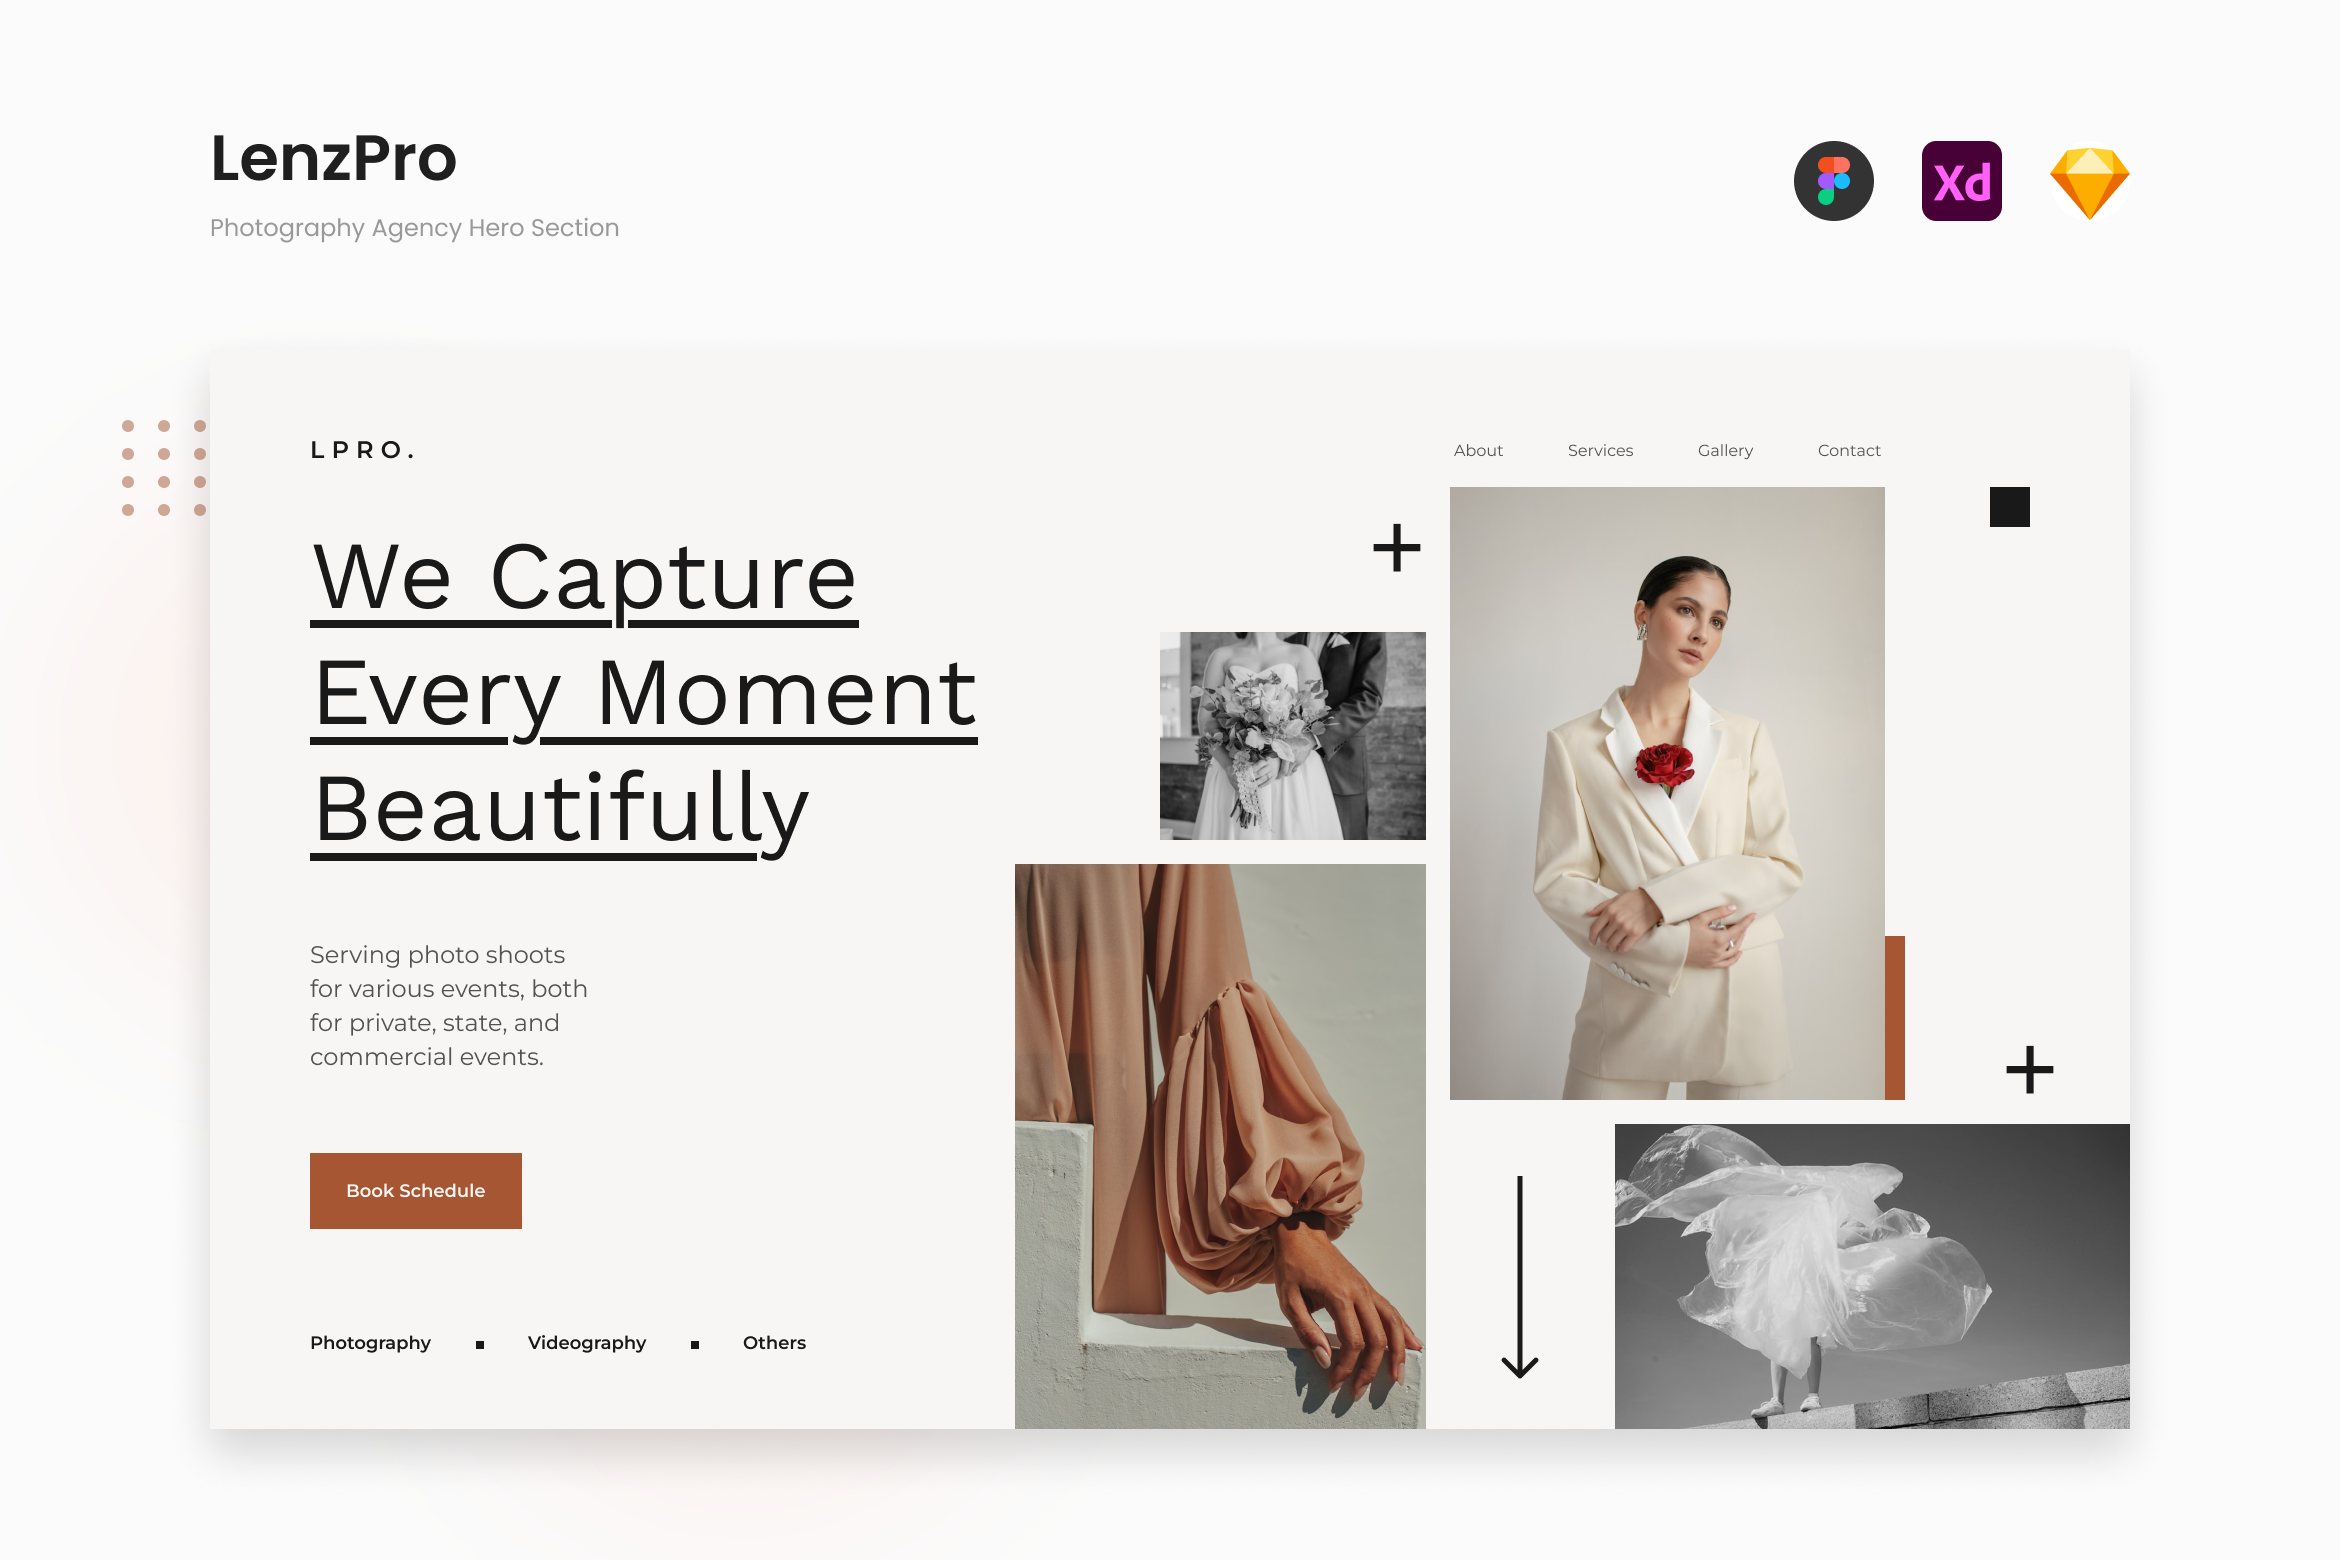 LenzPro
Photography Agency Hero Section
Xd
LPRO.
About Services Gallery Contact
We Capture
Every Moment
Beautifully
Serving photo shoots
for various events, both
for private, state, and
commercial events.
Book Schedule
Photography Videography Others